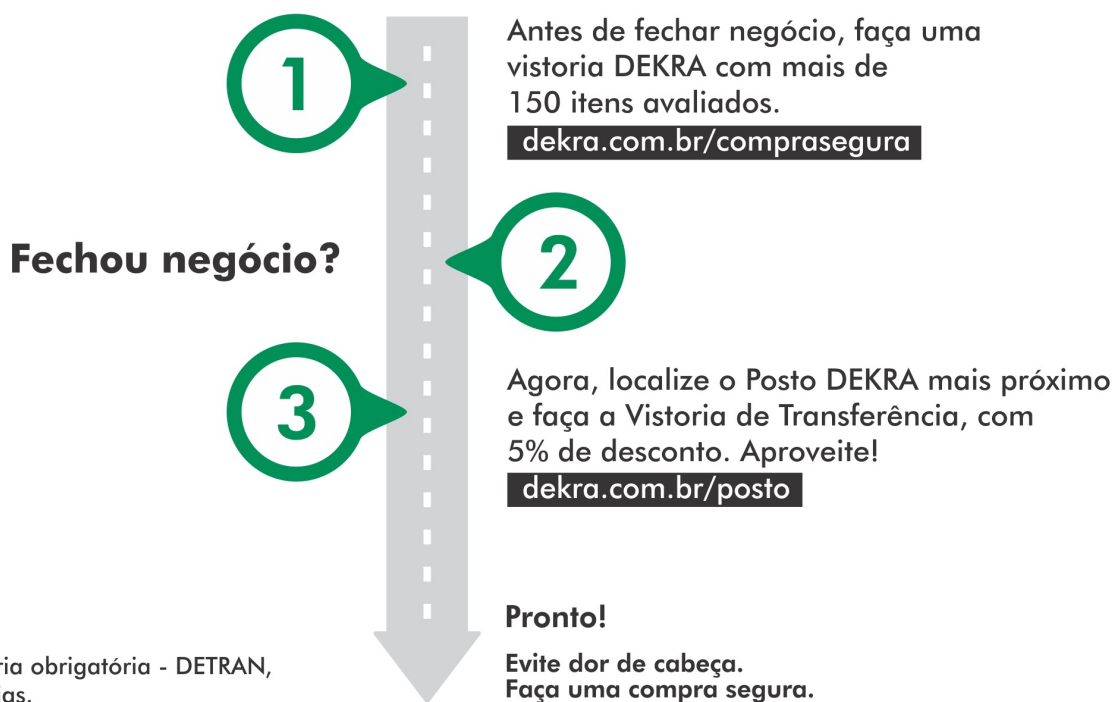 1
Antes de fechar negócio, faça uma
vistoria DEKRA com mais de
150 itens avaliados.
dekra.com.br/comprasegura
Fechou negócio?
2
3
Agora, localize o Posto DEKRA mais próximo
e faça a Vistoria de Transferência, com
5% de desconto. Aproveite!
dekra.com.br/posto
Pronto!
Evite dor de cabeça.
Faça uma compra segura.
obrigatória - DETRAN,